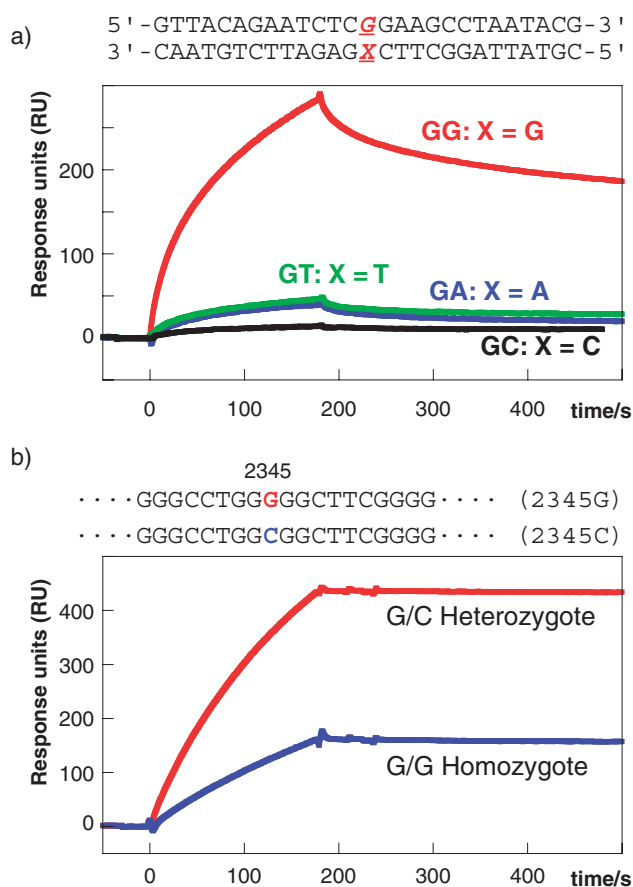 a)
5'-GTTACAGAATCTCGGAAGCCTAATACG-3'
3'-CAATGTCTTAGAGXCTTCGGATTATGC-5'
Response units (RU)
200
100
0
GG: X = G
GT: X = T
GA: X = A
GC: X = C
0 100 200 300 400 time/s
b)
2345
····GGGCCTGGGGGCTTCGGGG···· (2345G)
····GGGCCTGGCGGCTTCGGGG···· (2345C)
Response units (RU)
400
300
200
100
0
G/C Heterozygote
G/G Homozygote
0 100 200 300 400 time/s